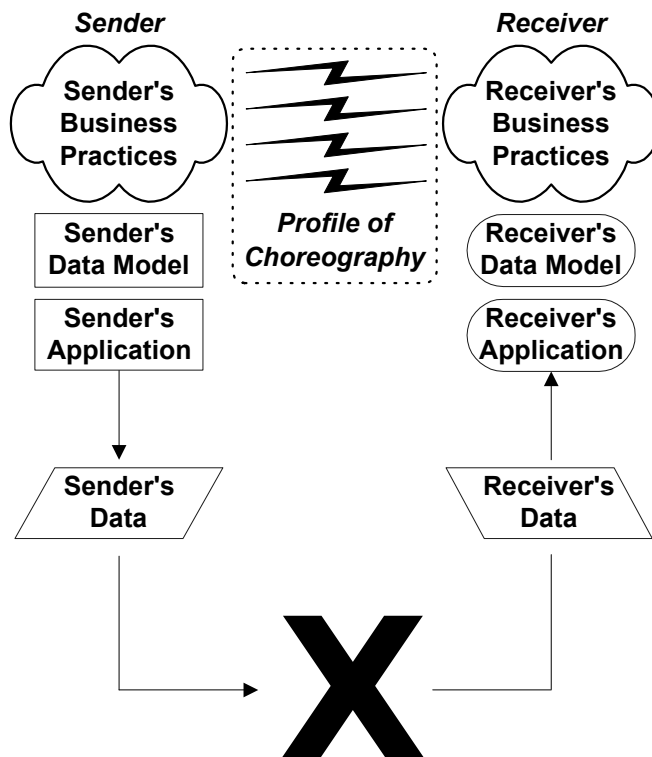 Sender
Receiver
Sender's
Business
Practices
Receiver's
Business
Practices
Profile of
Choreography
Sender's
Data Model
Receiver's
Data Model
Sender's
Application
Receiver's
Application
Sender's
Data
Receiver's
Data
X